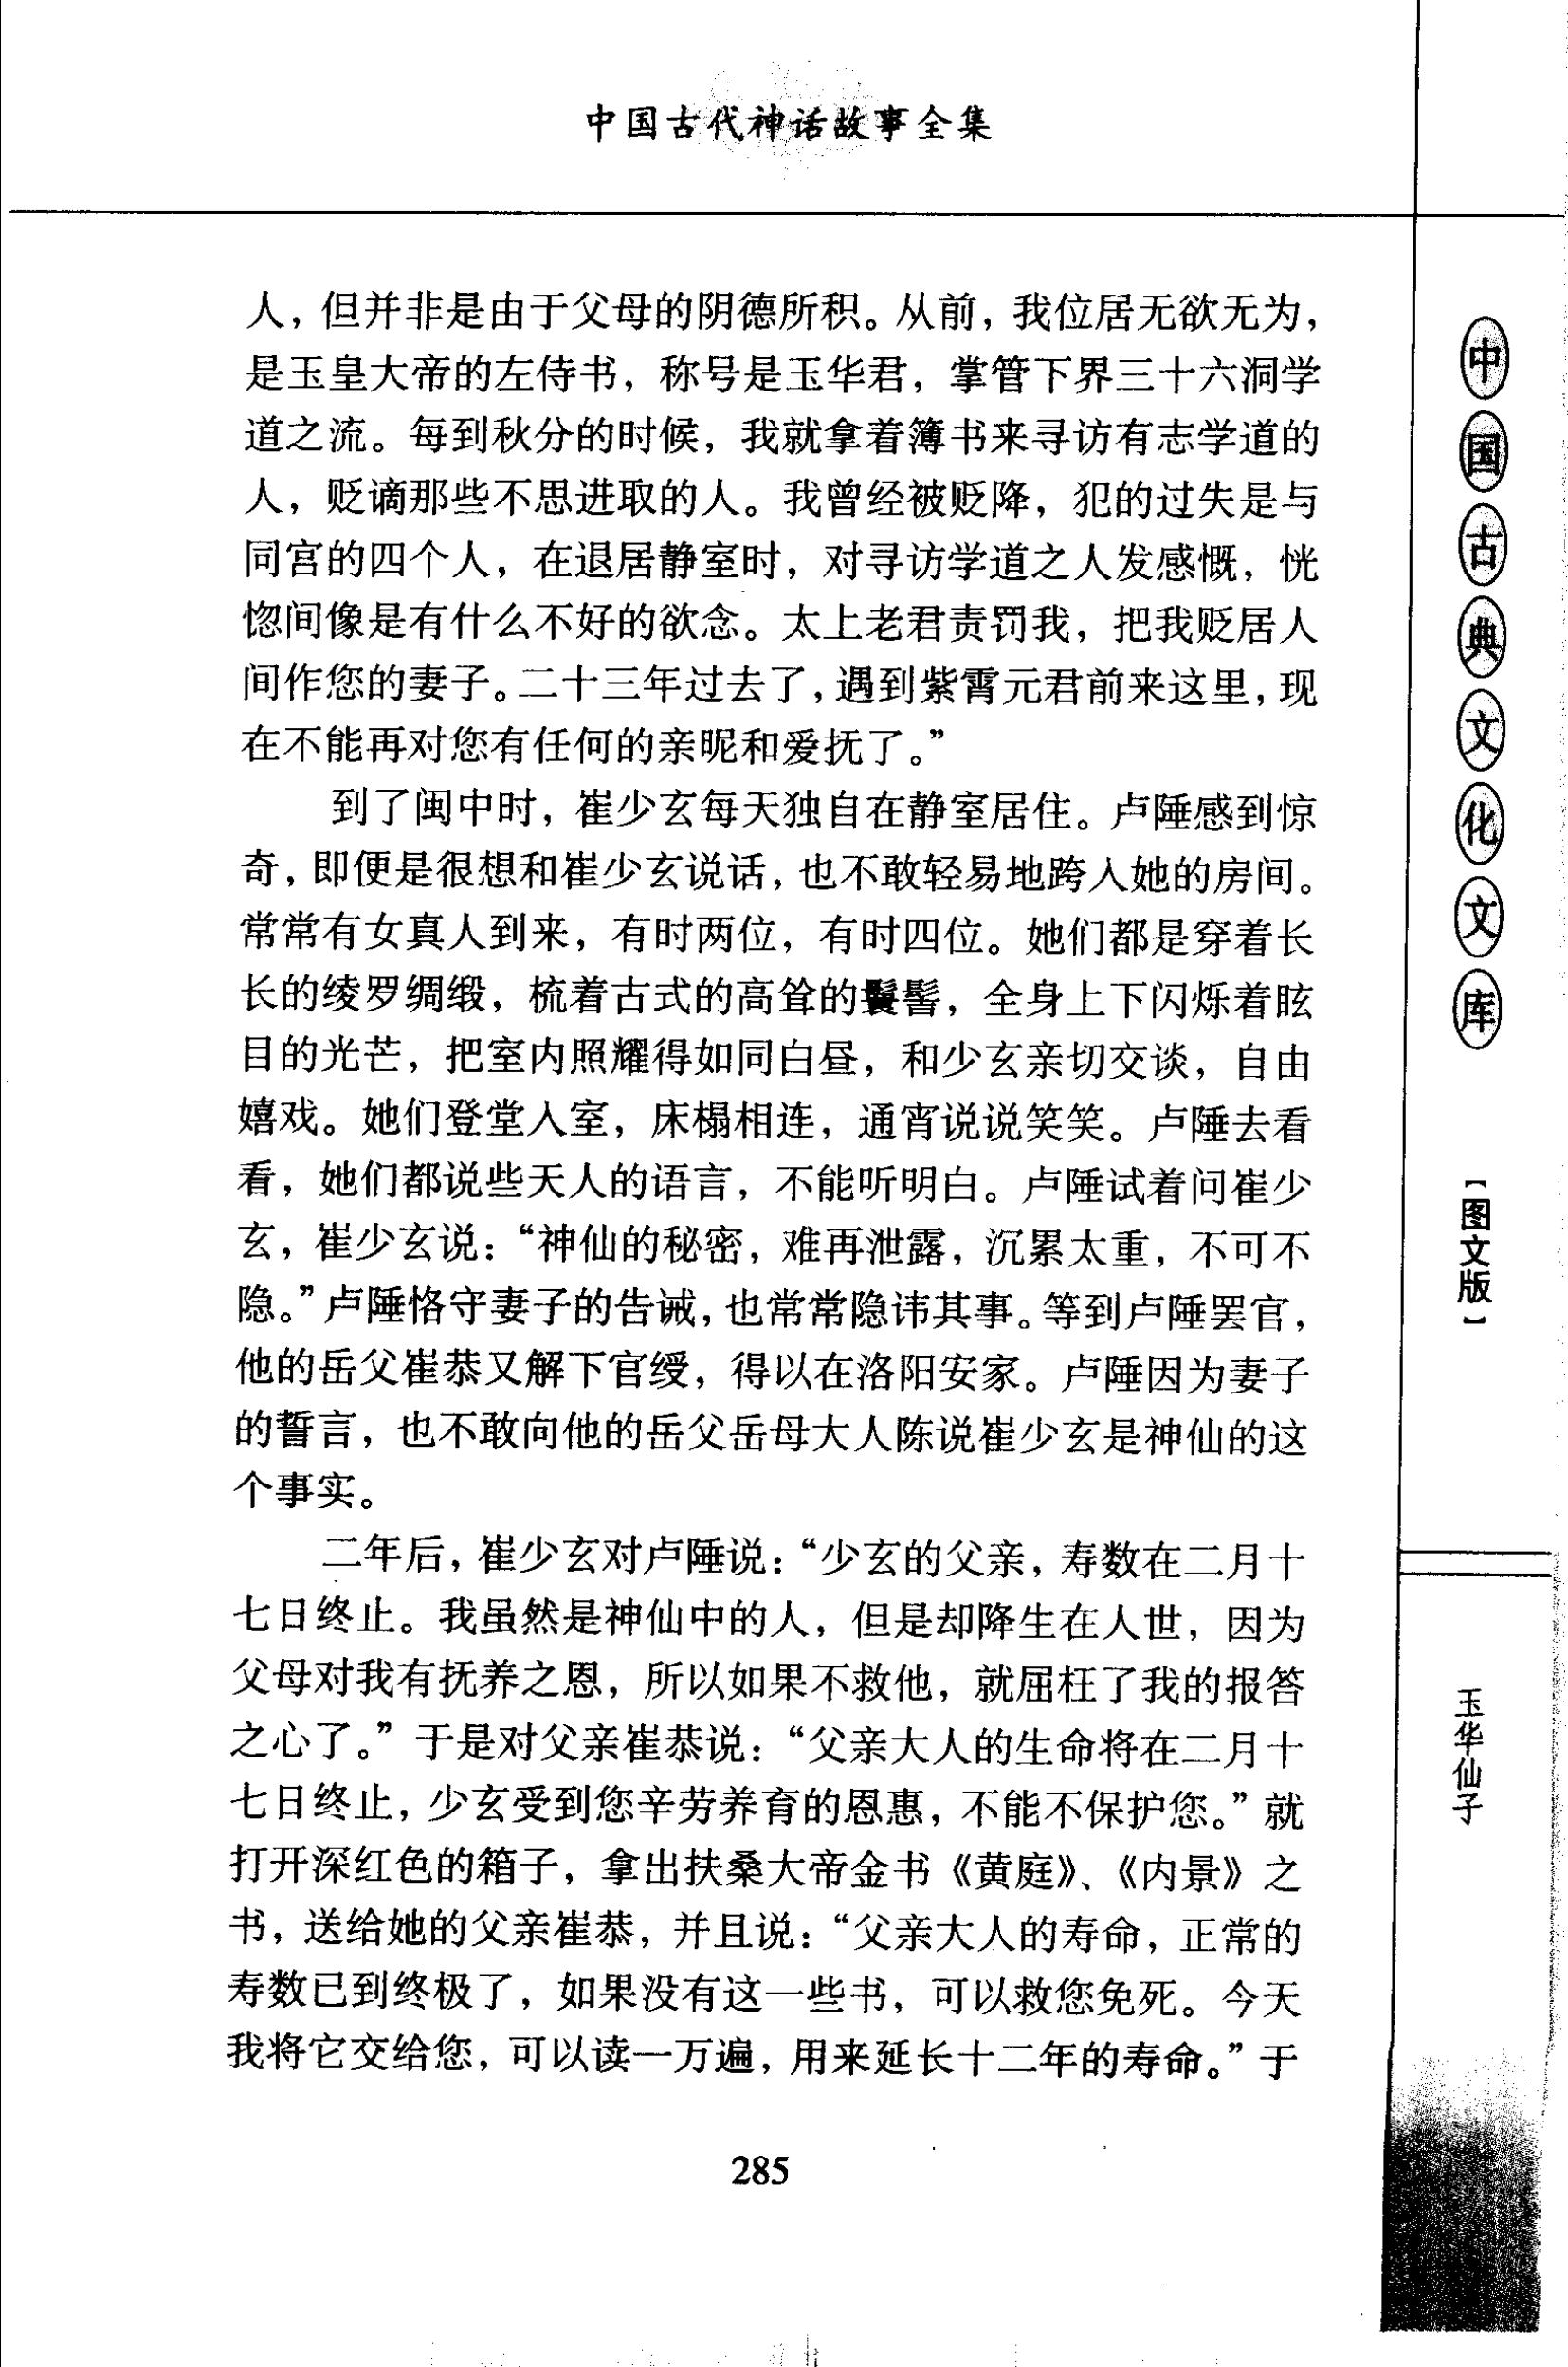 中国古代神话故事全集
人，但并非是由于父母的阴德所积。从前，我位居无欲无为，
是玉皇大帝的左侍书，称号是玉华君，掌管下界三十六洞学
道之流。每到秋分的时候，我就拿着簿书来寻访有志学道的
人，贬谪那些不思进取的人。我曾经被贬降，犯的过失是与
同宫的四个人，在退居静室时，对寻访学道之人发感慨，恍
惚间像是有什么不好的欲念。太上老君责罚我，把我贬居人
间作您的妻子。二十三年过去了，遇到紫霄元君前来这里，现
在不能再对您有任何的亲昵和爱抚了。”
到了闽中时，崔少玄每天独自在静室居住。卢陲感到惊
奇，即便是很想和崔少玄说话，也不敢轻易地跨入她的房间。
常常有女真人到来，有时两位，有时四位。她们都是穿着长
长的绫罗绸缎，梳着古式的高耸的鬟髻，全身上下闪烁着眩
目的光芒，把室内照耀得如同白昼，和少玄亲切交谈，自由
嬉戏。她们登堂入室，床榻相连，通宵说说笑笑。卢陲去看
看，她们都说些天人的语言，不能听明白。卢陲试着问崔少
玄，崔少玄说：“神仙的秘密，难再泄露，沉累太重，不可不
隐。”卢陲恪守妻子的告诫，也常常隐讳其事。等到卢陲罢官，
他的岳父崔恭又解下官绶，得以在洛阳安家。卢陲因为妻子
的誓言，也不敢向他的岳父岳母大人陈说崔少玄是神仙的这
个事实。
二年后，崔少玄对卢陲说：“少玄的父亲，寿数在二月十
七日终止。我虽然是神仙中的人，但是却降生在人世，因为
父母对我有抚养之恩，所以如果不救他，就屈枉了我的报答
之心了。”于是对父亲崔恭说：“父亲大人的生命将在二月十
七日终止，少玄受到您辛劳养育的恩惠，不能不保护您。”就
打开深红色的箱子，拿出扶桑大帝金书《黄庭》、《内景》之
书，送给她的父亲崔恭，并且说：“父亲大人的寿命，正常的
寿数已到终极了，如果没有这一些书，可以救您免死。今天
我将它交给您，可以读一万遍，用来延长十二年的寿命。”于
285
中国古典文化文库
【图文版】
玉华仙子